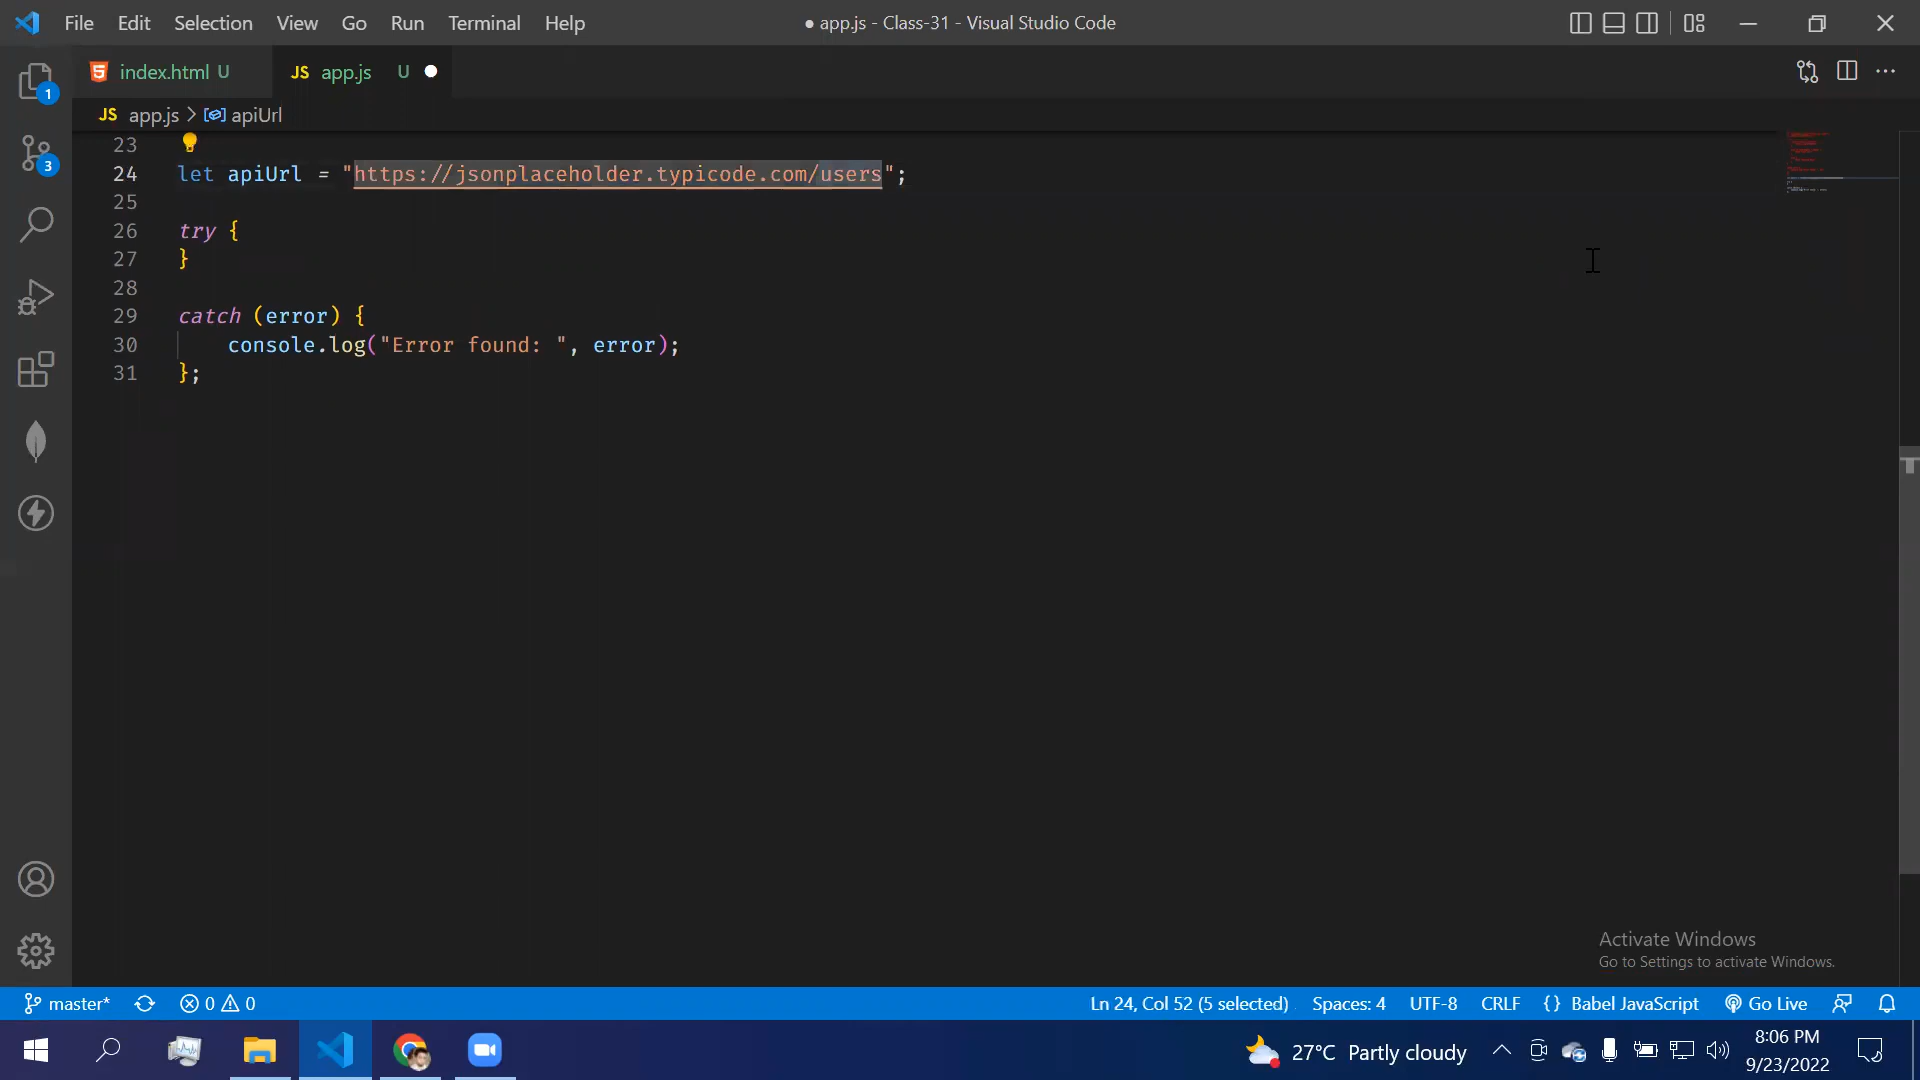 File Edit Selection View Go Run Terminal Help
● app.js - Class-31 - Visual Studio Code
index.html U
JS app.js U
JS app.js > apiUrl
1
3
23
24 let apiUrl = "https://jsonplaceholder.typicode.com/users";
25
26 try {
27 }
28
29 catch (error) {
30 console.log("Error found: ", error);
31 };
Activate Windows
Go to Settings to activate Windows.
master* 0 0 Ln 24, Col 52 (5 selected) Spaces: 4 UTF-8 CRLF {} Babel JavaScript Go Live
27°C Partly cloudy
8:06 PM
9/23/2022